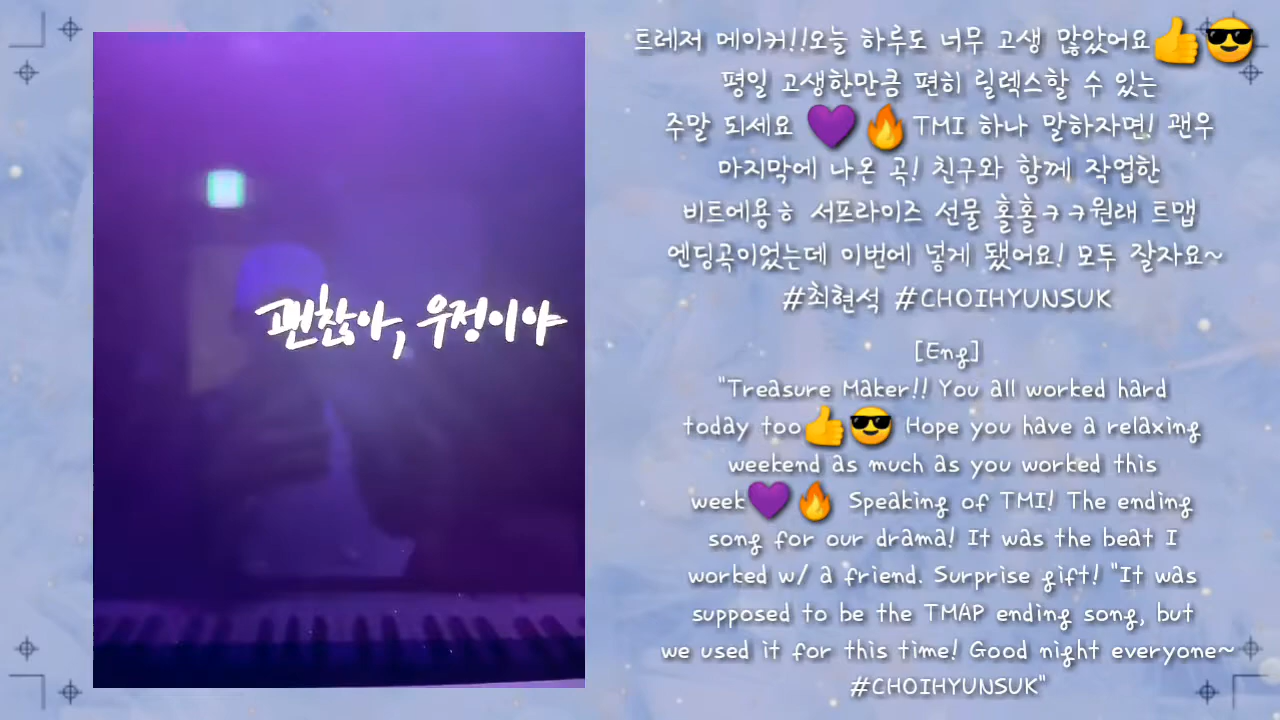 괜찮아, 우정이야
트레저 메이커!!오늘 하루도 너무 고생 많았어요👍😎
평일 고생한만큼 편히 릴렉스할 수 있는
주말 되세요 💜🔥TMI 하나 말하자면! 괜우
마지막에 나온 곡! 친구와 함께 작업한
비트에용ㅎ 서프라이즈 선물 홀홀ㅋㅋ원래 트맵
엔딩곡이었는데 이번에 넣게 됐어요! 모두 잘자요~
#최현석 #CHOIHYUNSUK
[Eng]
"Treasure Maker!! You all worked hard
today too👍😎 Hope you have a relaxing
weekend as much as you worked this
week💜🔥 Speaking of TMI! The ending
song for our drama! It was the beat I
worked w/ a friend. Surprise gift! "It was
supposed to be the TMAP ending song, but
we used it for this time! Good night everyone~
#CHOIHYUNSUK"